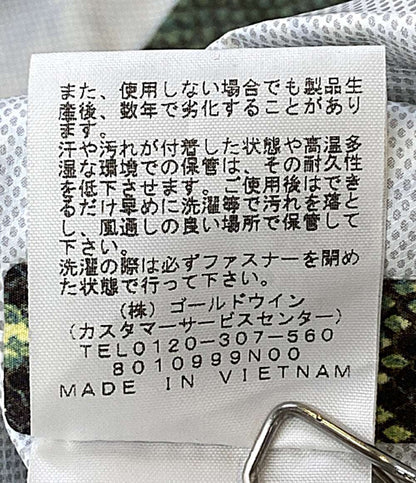 また、使用しない場合でも製品生
産後、数年で劣化することがあり
ます。
汗や汚れが付着した状態や高温多
湿な環境での保管は、その耐久性
を低下させます。ご使用後はでき
るだけ早めに洗濯等で汚れを落と
し、風通しの良い場所で保管して
下さい。
洗濯の際は必ずファスナーを閉め
た状態で行って下さい。
(株)ゴールドウイン
(カスタマーサービスセンター)
TEL0120-307-560
8010999N00
MADE IN VIETNAM